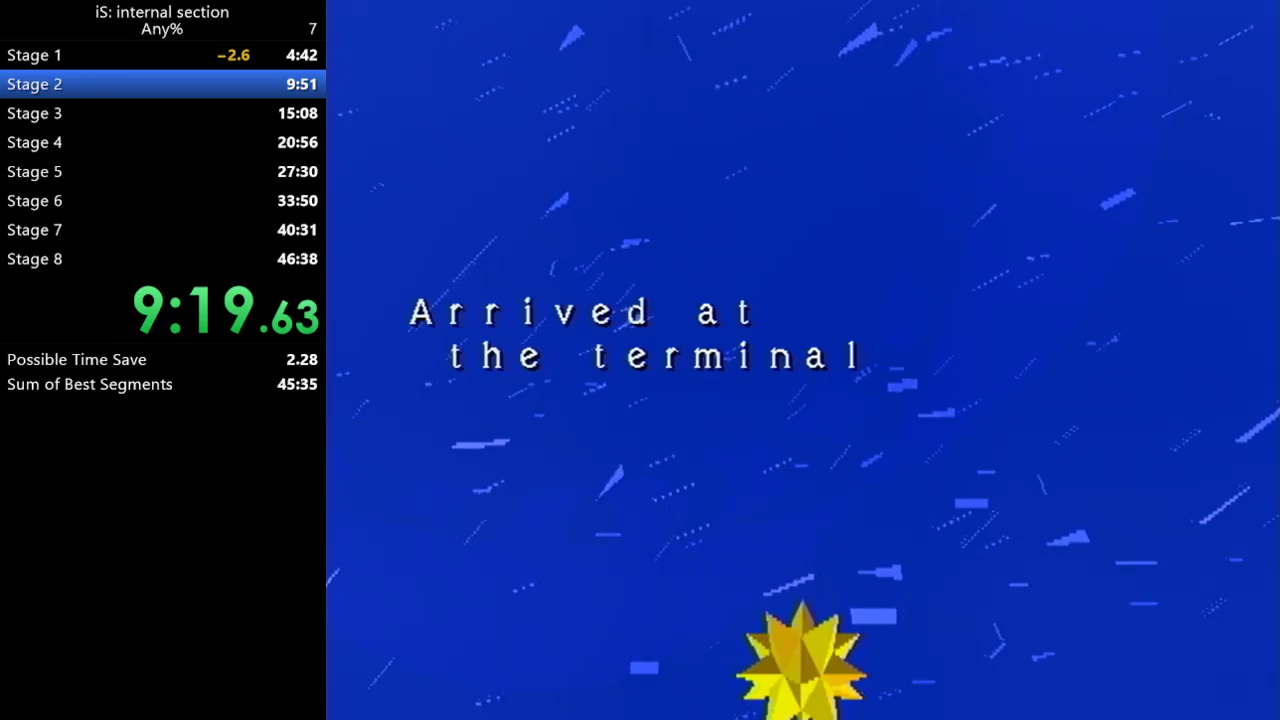 iS: internal section
Any% 7
Stage 1 −2.6 4:42
Stage 2 9:51
Stage 3 15:08
Stage 4 20:56
Stage 5 27:30
Stage 6 33:50
Stage 7 40:31
Stage 8 46:38
9:19.63
Possible Time Save 2.28
Sum of Best Segments 45:35
Arrived at
the terminal